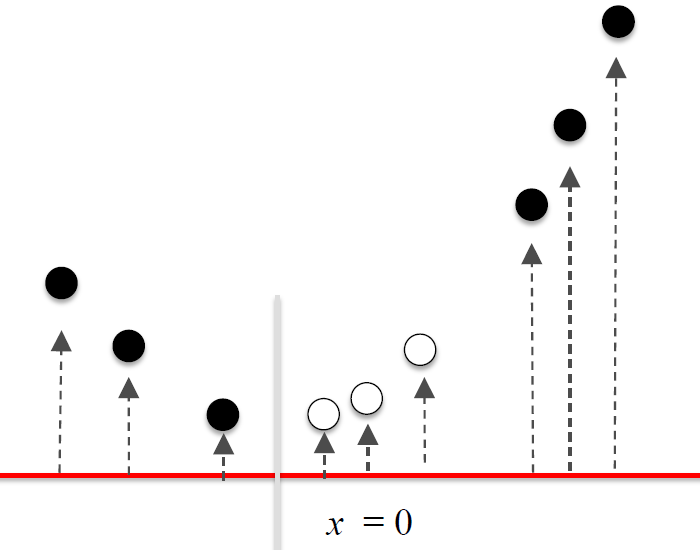 x = 0